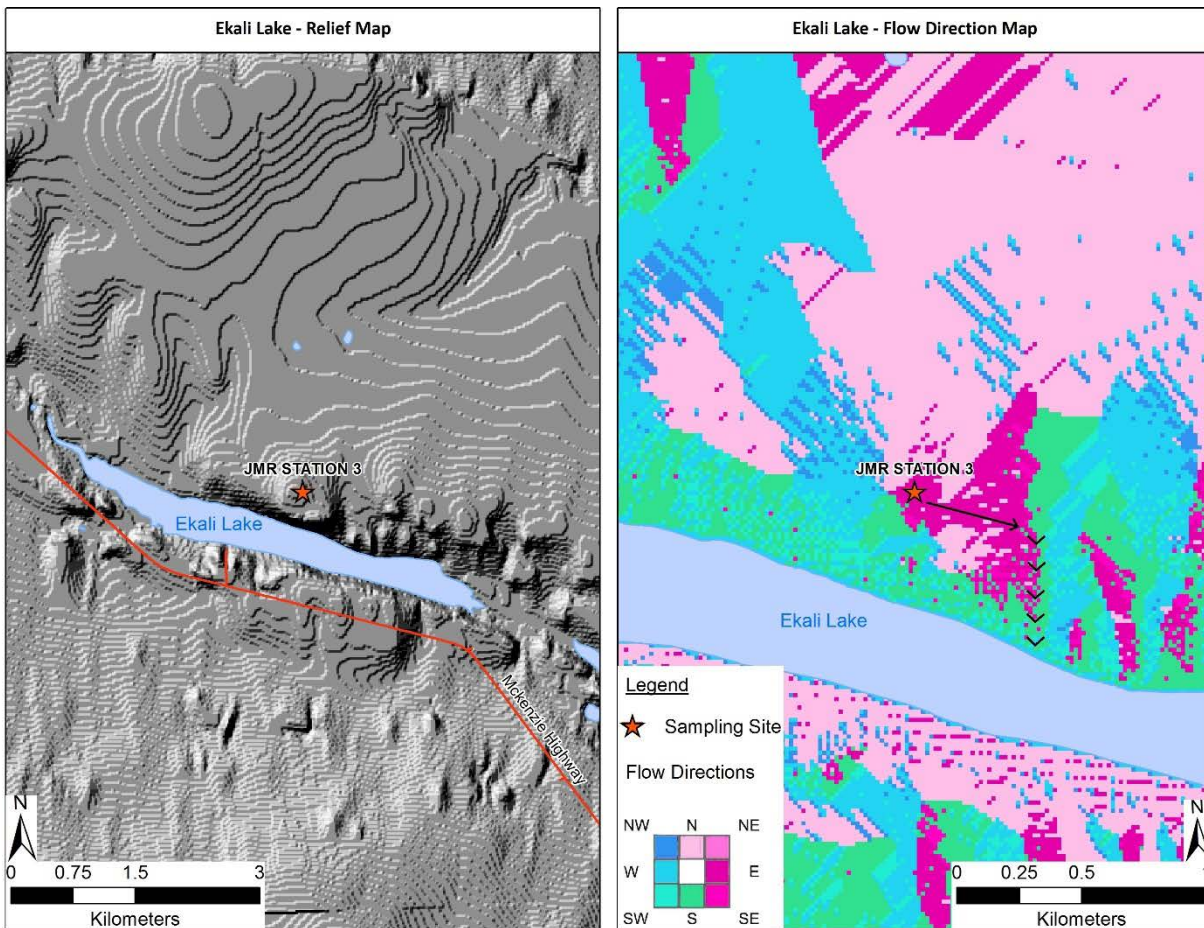 Ekali Lake - Relief Map
JMR STATION 3
Ekali Lake
Mckenzie Highway
N
0 0.75 1.5 3
Kilometers
Ekali Lake - Flow Direction Map
JMR STATION 3
Ekali Lake
Legend
Sampling Site
Flow Directions
NW N NE
W E
SW S SE
N
0 0.25 0.5
Kilometers